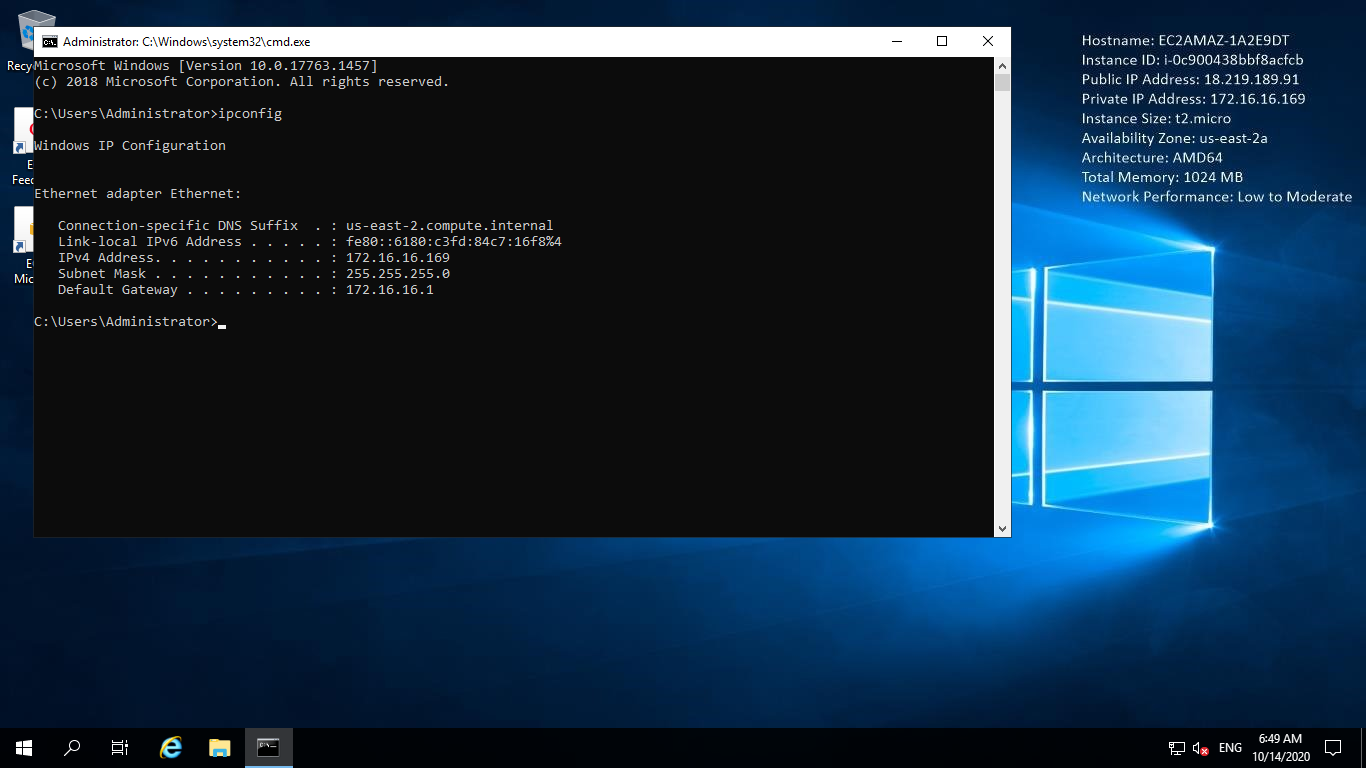 Administrator: C:\Windows\system32\cmd.exe
Microsoft Windows [Version 10.0.17763.1457]
(c) 2018 Microsoft Corporation. All rights reserved.
C:\Users\Administrator>ipconfig
Windows IP Configuration
Ethernet adapter Ethernet:
Connection-specific DNS Suffix  . : us-east-2.compute.internal
Link-local IPv6 Address . . . . . : fe80::6180:c3fd:84c7:16f8%4
IPv4 Address. . . . . . . . . . . : 172.16.16.169
Subnet Mask . . . . . . . . . . . : 255.255.255.0
Default Gateway . . . . . . . . . : 172.16.16.1
C:\Users\Administrator>
Hostname: EC2AMAZ-1A2E9DT
Instance ID: i-0c900438bbf8acfcb
Public IP Address: 18.219.189.91
Private IP Address: 172.16.16.169
Instance Size: t2.micro
Availability Zone: us-east-2a
Architecture: AMD64
Total Memory: 1024 MB
Network Performance: Low to Moderate
Recy
E
Feed
E
Mic
ENG
6:49 AM
10/14/2020